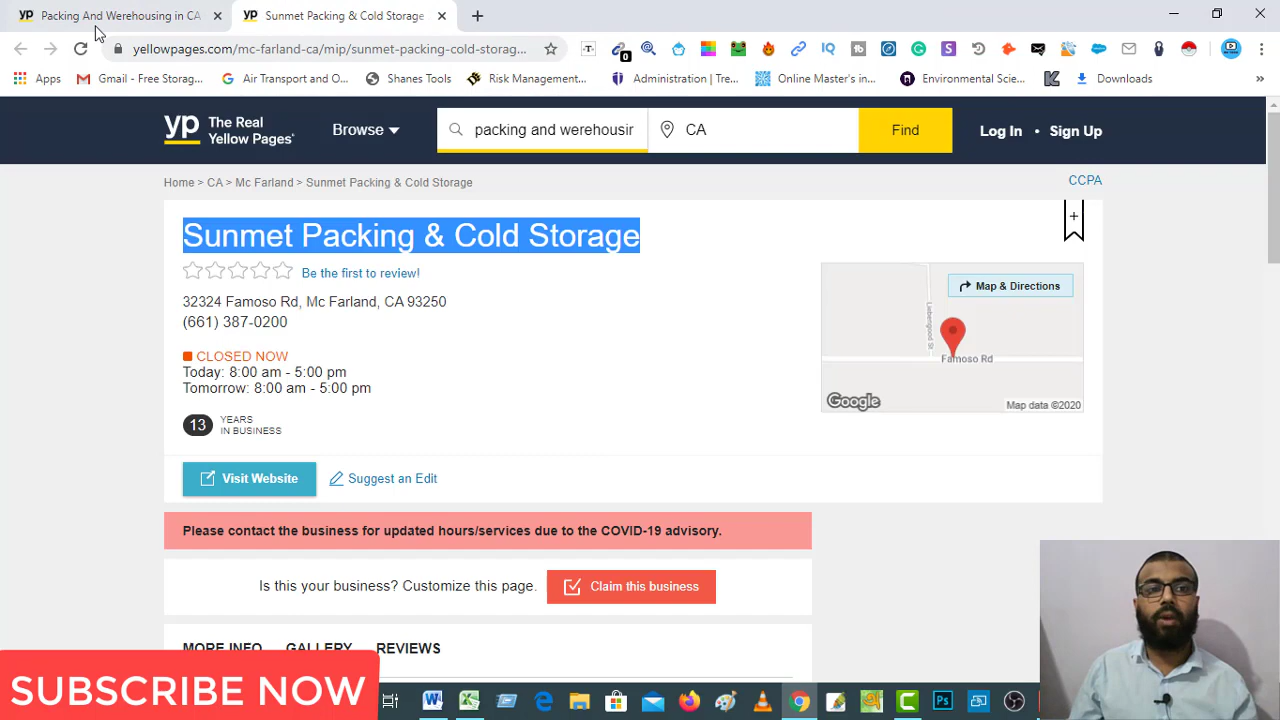 Packing And Werehousing in CA
Sunmet Packing & Cold Storage
yellowpages.com/mc-farland-ca/mip/sunmet-packing-cold-storag...
Apps
Gmail - Free Storag...
Air Transport and O...
Shanes Tools
Risk Management...
Administration | Tre...
Online Master's in...
Environmental Scie...
Downloads
yp The Real Yellow Pages
Browse
packing and werehousir
CA
Find
Log In • Sign Up
Home > CA > Mc Farland > Sunmet Packing & Cold Storage
CCPA
Sunmet Packing & Cold Storage
Be the first to review!
Map & Directions
32324 Famoso Rd, Mc Farland, CA 93250
(661) 387-0200
Famoso Rd
CLOSED NOW
Today: 8:00 am - 5:00 pm
Tomorrow: 8:00 am - 5:00 pm
Google
Map data ©2020
13 YEARS IN BUSINESS
Visit Website
Suggest an Edit
Please contact the business for updated hours/services due to the COVID-19 advisory.
Is this your business? Customize this page.
Claim this business
MORE INFO GALLERY REVIEWS
SUBSCRIBE NOW